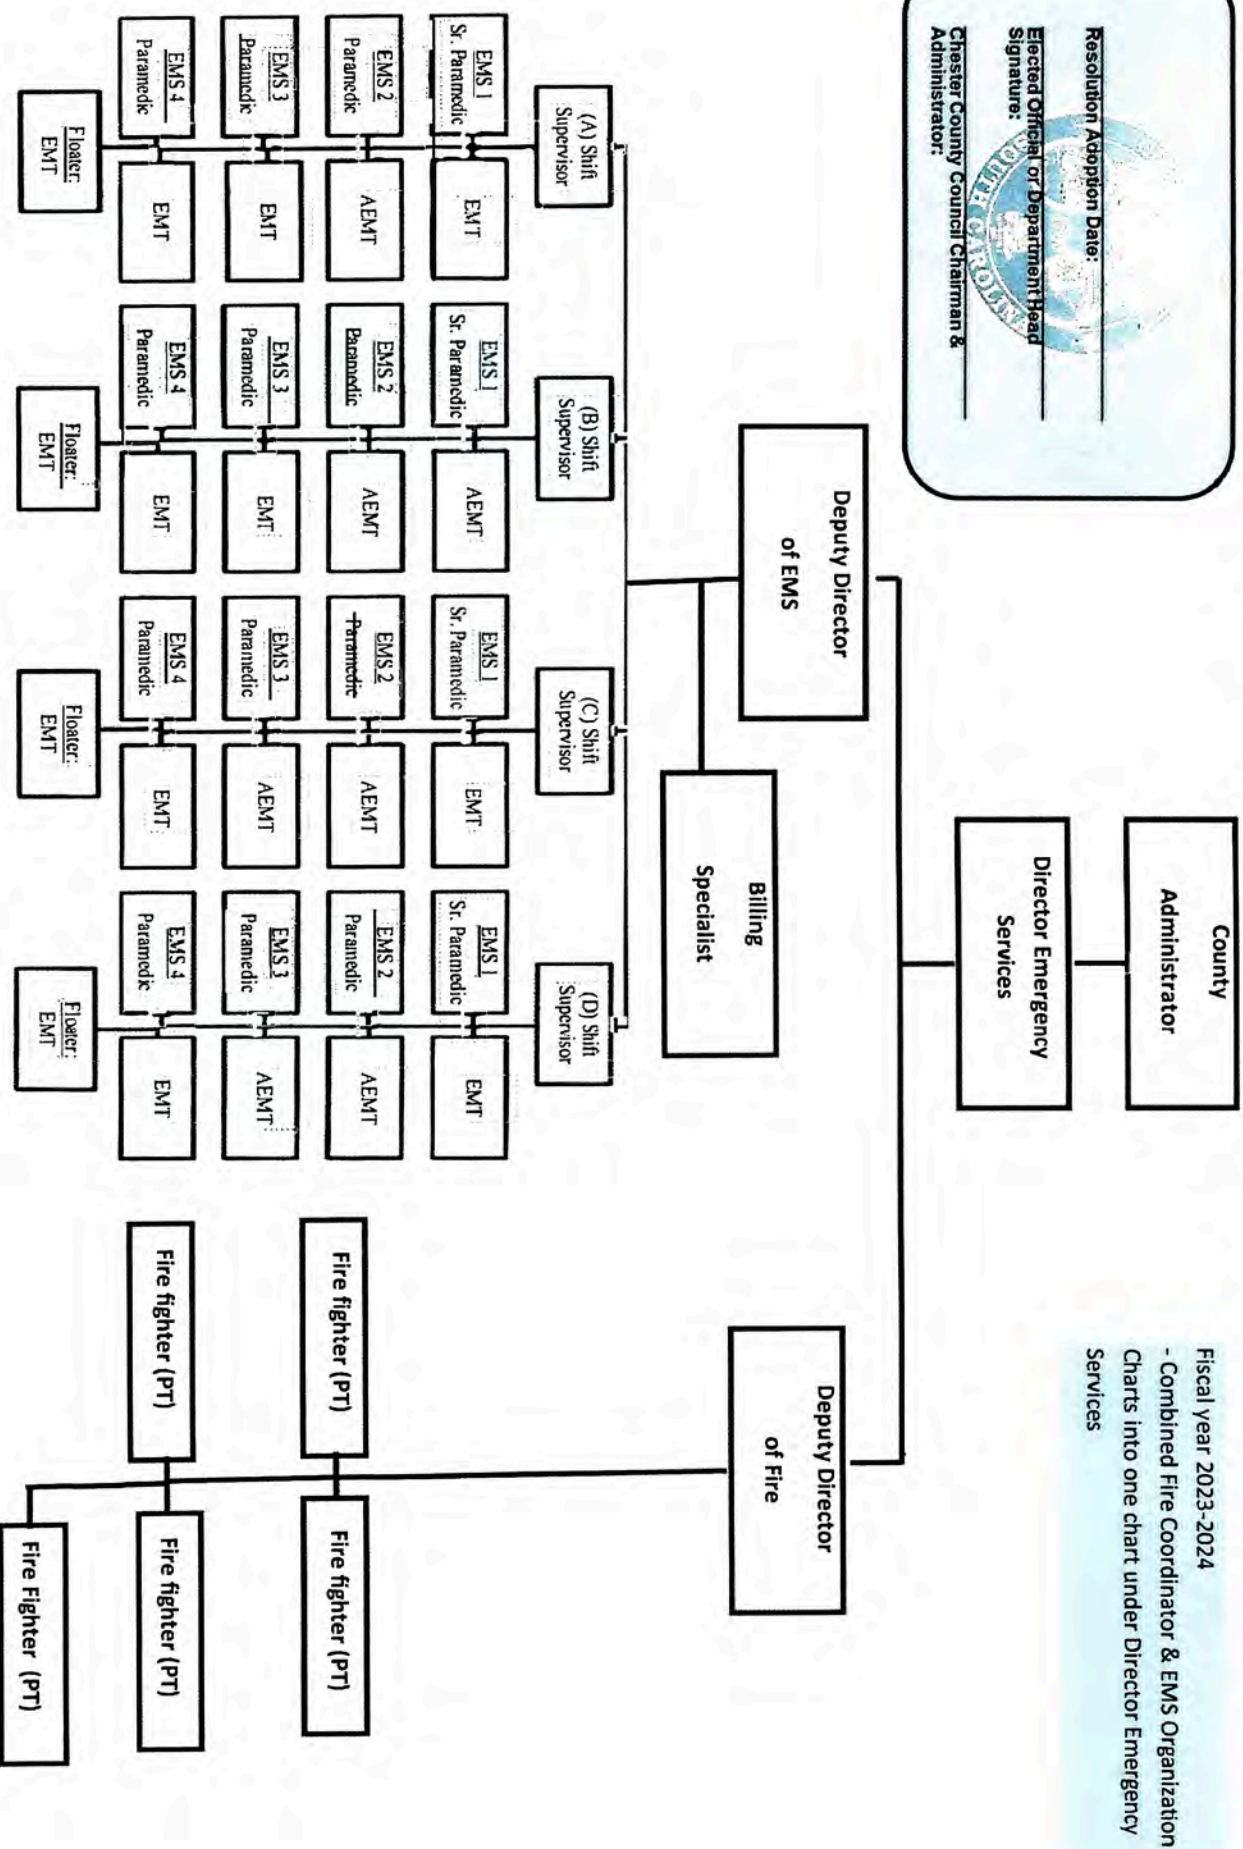 Resolution Adoption Date:
Elected Official or Department Head
Signature:
Chester County Council Chairman &
Administrator:
SOUTH CAROLIN
County
Administrator
Fiscal year 2023-2024
- Combined Fire Coordinator & EMS Organization
Charts into one chart under Director Emergency
Services
Director Emergency
Services
Deputy Director
of EMS
Deputy Director
of Fire
Billing
Specialist
(A) Shift
Supervisor
EMS 1
Sr. Paramedic
EMT
EMS 2
Paramedic
AEMT
EMS 3
Paramedic
EMT
EMS 4
Paramedic
EMT
Floater:
EMT
(B) Shift
Supervisor
EMS 1
Sr. Paramedic
AEMT
EMS 2
Paramedic
AEMT
EMS 3
Paramedic
EMT
EMS 4
Paramedic
EMT
Floater:
EMT
(C) Shift
Supervisor
EMS 1
Sr. Paramedic
EMT
EMS 2
Paramedic
AEMT
EMS 3
Paramedic
AEMT
EMS 4
Paramedic
EMT
Floater:
EMT
(D) Shift
Supervisor
EMS 1
Sr. Paramedic
EMT
EMS 2
Paramedic
AEMT
EMS 3
Paramedic
AEMT
EMS 4
Paramedic
EMT
Floater:
EMT
Fire fighter (PT)
Fire fighter (PT)
Fire fighter (PT)
Fire fighter (PT)
Fire Fighter (PT)